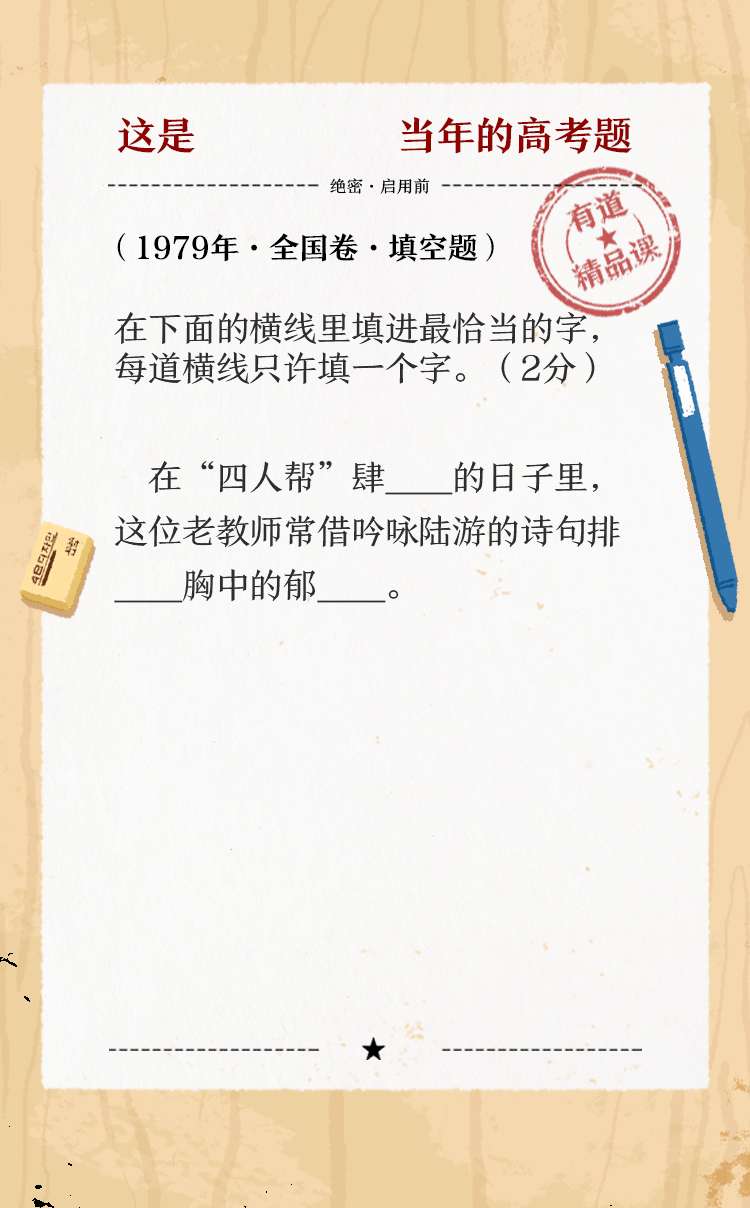 这是 当年的高考题
绝密·启用前
有道
精品课
（1979年·全国卷·填空题）
在下面的横线里填进最恰当的字，
每道横线只许填一个字。（2分）
在“四人帮”肆____的日子里，
这位老教师常借吟咏陆游的诗句排
____胸中的郁____。